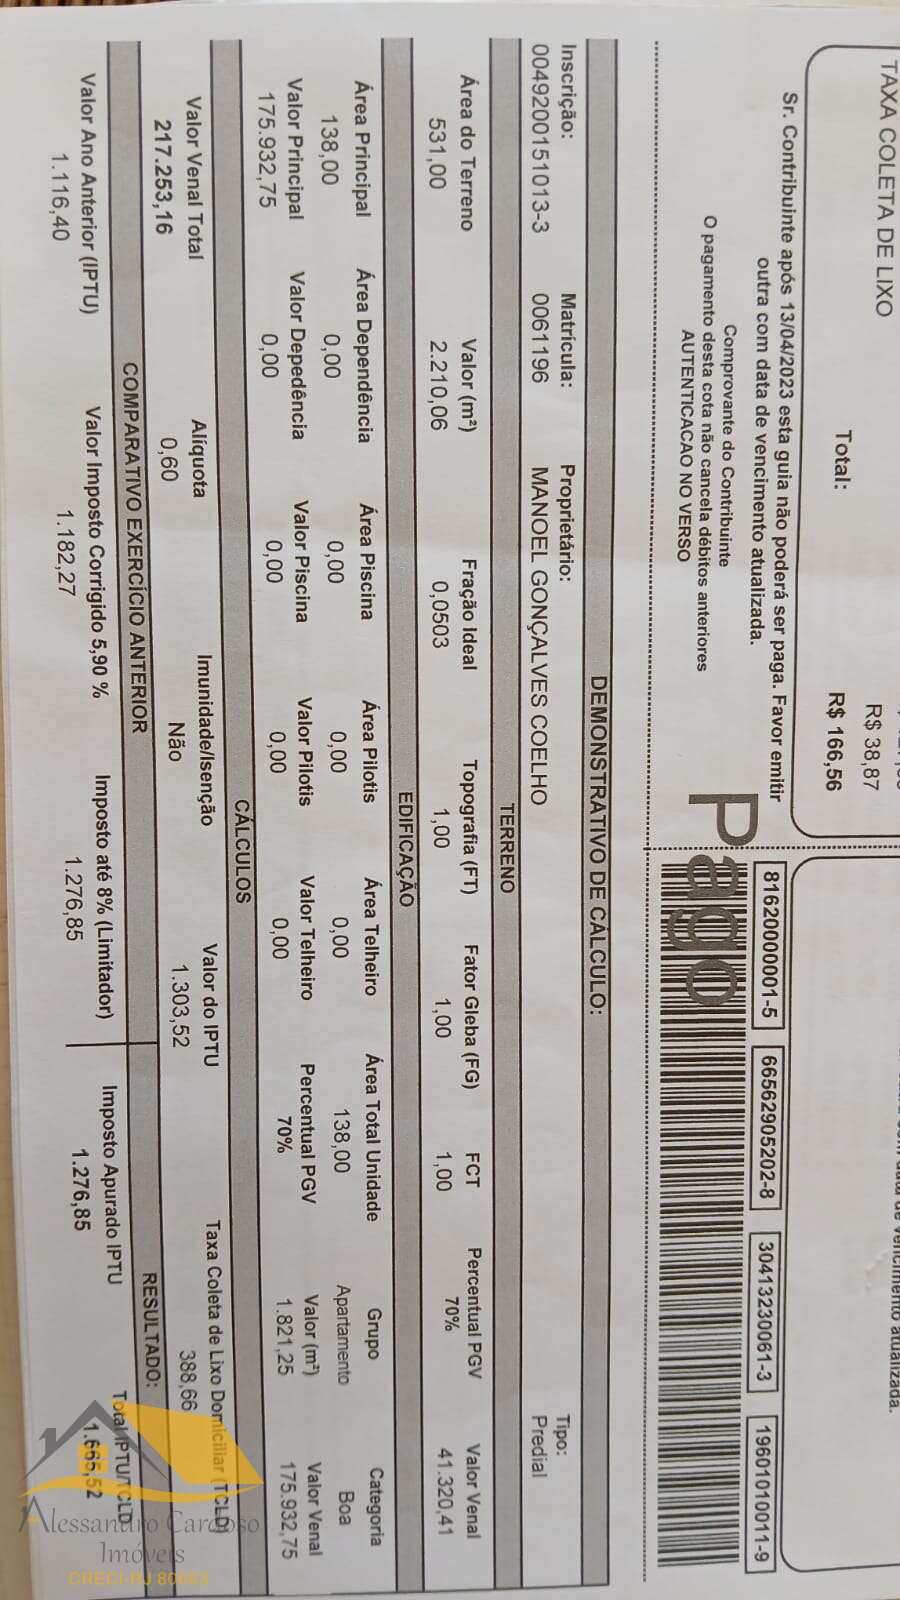 TAXA COLETA DE LIXO
R$ 38,87
Total:
R$ 166,56
Sr. Contribuinte após 13/04/2023 esta guia não poderá ser paga. Favor emitir
outra com data de vencimento atualizada.
Comprovante do Contribuinte
O pagamento desta cota não cancela débitos anteriores
AUTENTICACAO NO VERSO
Pago
81620000001-5 66562905202-8 30413230061-3 19601010011-9
DEMONSTRATIVO DE CÁLCULO:
Inscrição: Matrícula: Proprietário: Tipo:
0049200151013-3 0061196 MANOEL GONÇALVES COELHO Predial
TERRENO
Área do Terreno Valor (m²) Fração Ideal Topografia (FT) Fator Gleba (FG) FCT Percentual PGV Valor Venal
531,00 2.210,06 0,0503 1,00 1,00 1,00 70% 41.320,41
EDIFICAÇÃO
Área Principal Área Dependência Área Piscina Área Pilotis Área Telheiro Área Total Unidade Grupo Categoria
138,00 0,00 0,00 0,00 0,00 138,00 Apartamento Boa
Valor Principal Valor Depedência Valor Piscina Valor Pilotis Valor Telheiro Percentual PGV Valor (m²) Valor Venal
175.932,75 0,00 0,00 0,00 0,00 70% 1.821,25 175.932,75
CÁLCULOS
Valor Venal Total Alíquota Imunidade/Isenção Valor do IPTU Taxa Coleta de Lixo Domiciliar (TCLD)
217.253,16 0,60 Não 1.303,52 388,66
COMPARATIVO EXERCÍCIO ANTERIOR RESULTADO:
Valor Ano Anterior (IPTU) Valor Imposto Corrigido 5,90 % Imposto até 8% (Limitador) Imposto Apurado IPTU Total IPTU/TCLD
1.116,40 1.182,27 1.276,85 1.276,85 1.665,52
Alessandro Cardoso
Imóveis
CRECI-RJ